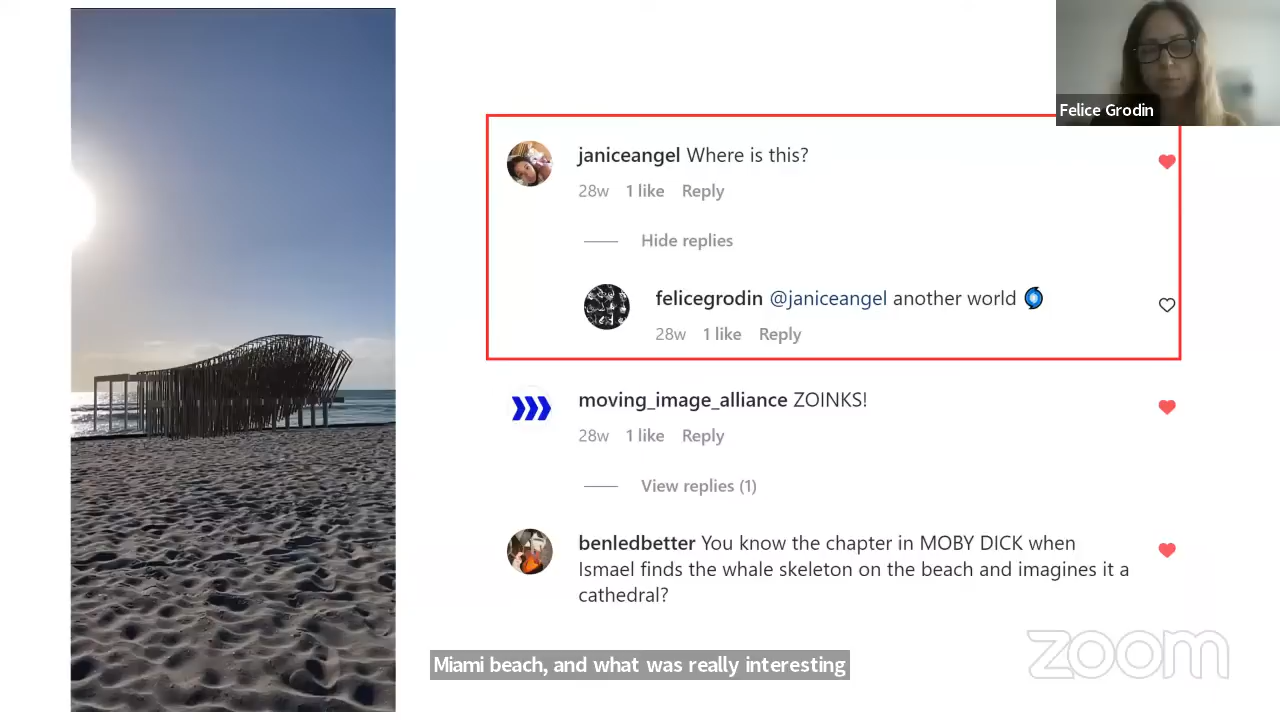 Felice Grodin
janiceangel Where is this?
28w 1 like Reply
Hide replies
felicegrodin @janiceangel another world 🌀
28w 1 like Reply
moving_image_alliance ZOINKS!
28w 1 like Reply
View replies (1)
benledbetter You know the chapter in MOBY DICK when
Ismael finds the whale skeleton on the beach and imagines it a
cathedral?
zoom
Miami beach, and what was really interesting